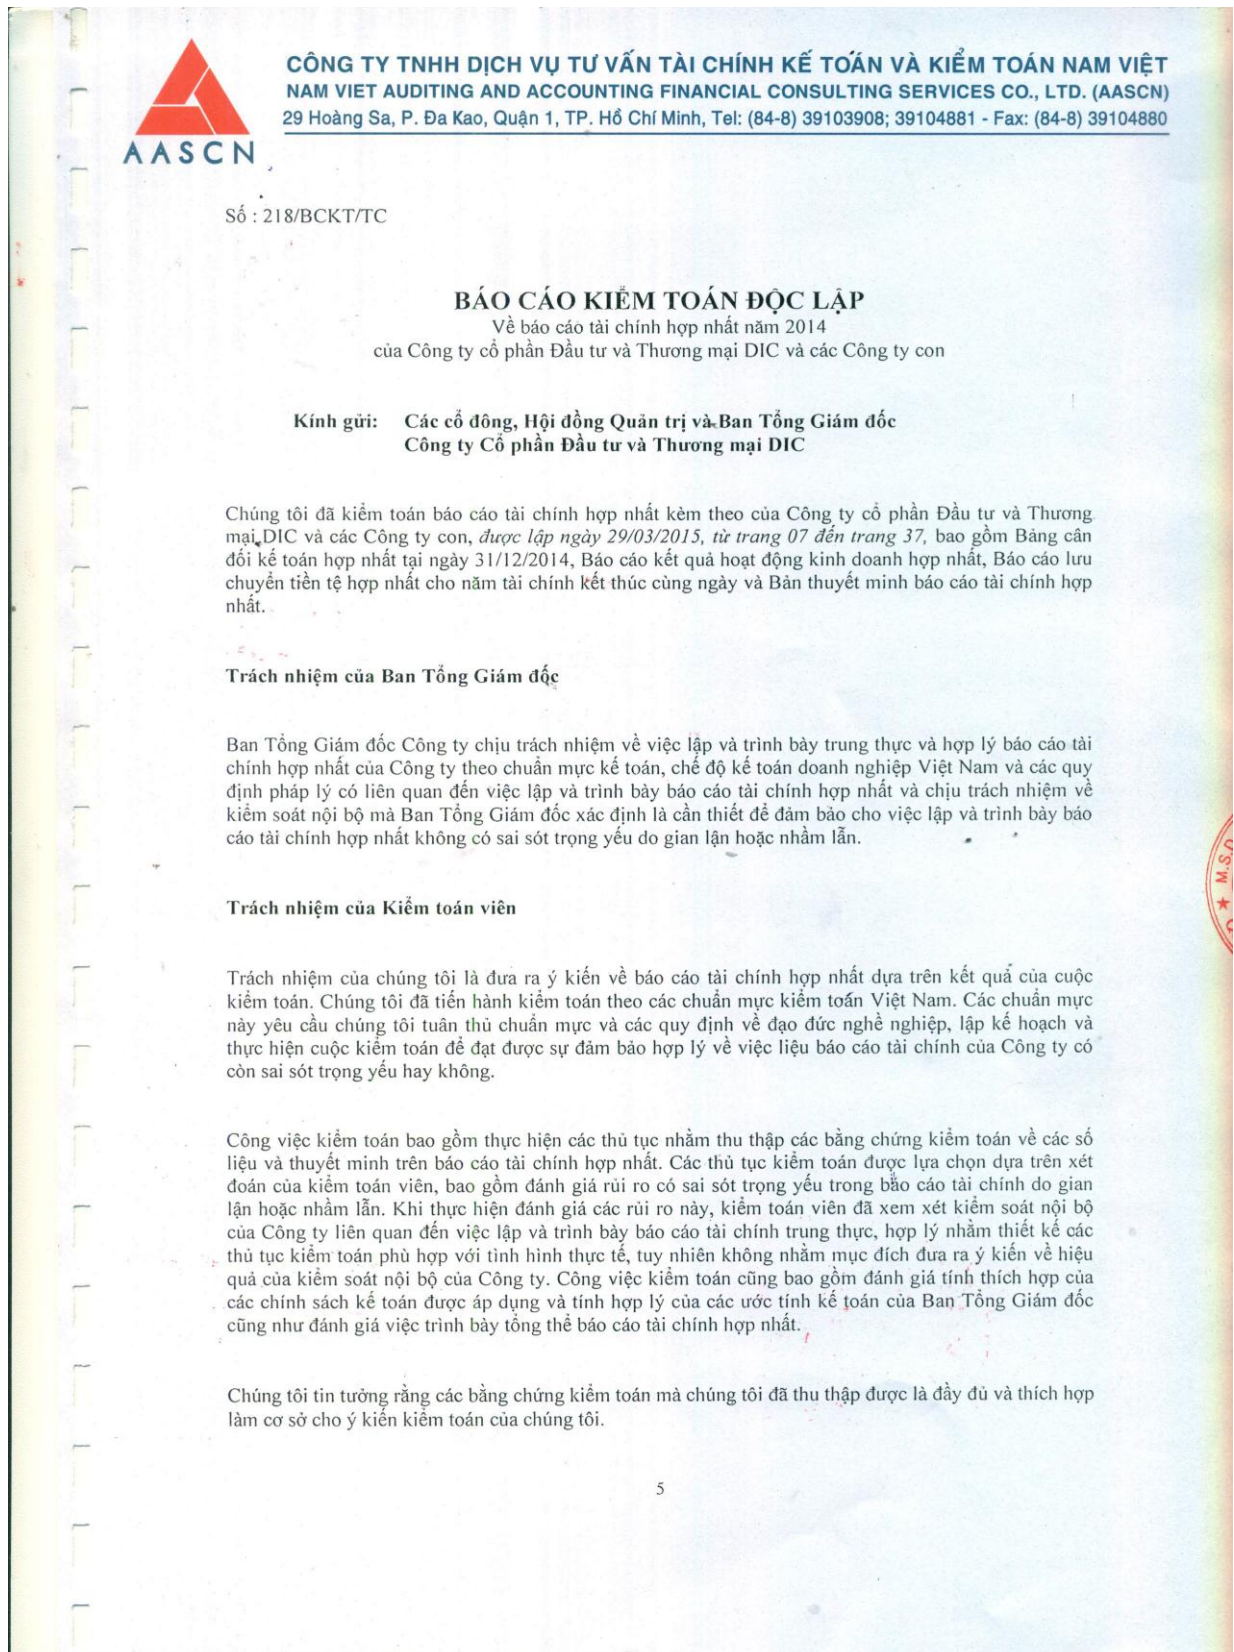 CÔNG TY TNHH DỊCH VỤ TƯ VẤN TÀI CHÍNH KẾ TOÁN VÀ KIỂM TOÁN NAM VIỆT
NAM VIET AUDITING AND ACCOUNTING FINANCIAL CONSULTING SERVICES CO., LTD. (AASCN)
29 Hoàng Sa, P. Đa Kao, Quận 1, TP. Hồ Chí Minh, Tel: (84-8) 39103908; 39104881 - Fax: (84-8) 39104880
AASCN
Số : 218/BCKT/TC
BÁO CÁO KIỂM TOÁN ĐỘC LẬP
Về báo cáo tài chính hợp nhất năm 2014
của Công ty cổ phần Đầu tư và Thương mại DIC và các Công ty con
Kính gửi: Các cổ đông, Hội đồng Quản trị và Ban Tổng Giám đốc
Công ty Cổ phần Đầu tư và Thương mại DIC
Chúng tôi đã kiểm toán báo cáo tài chính hợp nhất kèm theo của Công ty cổ phần Đầu tư và Thương
mại DIC và các Công ty con, được lập ngày 29/03/2015, từ trang 07 đến trang 37, bao gồm Bảng cân
đối kế toán hợp nhất tại ngày 31/12/2014, Báo cáo kết quả hoạt động kinh doanh hợp nhất, Báo cáo lưu
chuyển tiền tệ hợp nhất cho năm tài chính kết thúc cùng ngày và Bản thuyết minh báo cáo tài chính hợp
nhất.
Trách nhiệm của Ban Tổng Giám đốc
Ban Tổng Giám đốc Công ty chịu trách nhiệm về việc lập và trình bày trung thực và hợp lý báo cáo tài
chính hợp nhất của Công ty theo chuẩn mực kế toán, chế độ kế toán doanh nghiệp Việt Nam và các quy
định pháp lý có liên quan đến việc lập và trình bày báo cáo tài chính hợp nhất và chịu trách nhiệm về
kiểm soát nội bộ mà Ban Tổng Giám đốc xác định là cần thiết để đảm bảo cho việc lập và trình bày báo
cáo tài chính hợp nhất không có sai sót trọng yếu do gian lận hoặc nhầm lẫn.
Trách nhiệm của Kiểm toán viên
Trách nhiệm của chúng tôi là đưa ra ý kiến về báo cáo tài chính hợp nhất dựa trên kết quả của cuộc
kiểm toán. Chúng tôi đã tiến hành kiểm toán theo các chuẩn mực kiểm toán Việt Nam. Các chuẩn mực
này yêu cầu chúng tôi tuân thủ chuẩn mực và các quy định về đạo đức nghề nghiệp, lập kế hoạch và
thực hiện cuộc kiểm toán để đạt được sự đảm bảo hợp lý về việc liệu báo cáo tài chính của Công ty có
còn sai sót trọng yếu hay không.
Công việc kiểm toán bao gồm thực hiện các thủ tục nhằm thu thập các bằng chứng kiểm toán về các số
liệu và thuyết minh trên báo cáo tài chính hợp nhất. Các thủ tục kiểm toán được lựa chọn dựa trên xét
đoán của kiểm toán viên, bao gồm đánh giá rủi ro có sai sót trọng yếu trong báo cáo tài chính do gian
lận hoặc nhầm lẫn. Khi thực hiện đánh giá các rủi ro này, kiểm toán viên đã xem xét kiểm soát nội bộ
của Công ty liên quan đến việc lập và trình bày báo cáo tài chính trung thực, hợp lý nhằm thiết kế các
thủ tục kiểm toán phù hợp với tình hình thực tế, tuy nhiên không nhằm mục đích đưa ra ý kiến về hiệu
quả của kiểm soát nội bộ của Công ty. Công việc kiểm toán cũng bao gồm đánh giá tính thích hợp của
các chính sách kế toán được áp dụng và tính hợp lý của các ước tính kế toán của Ban Tổng Giám đốc
cũng như đánh giá việc trình bày tổng thể báo cáo tài chính hợp nhất.
Chúng tôi tin tưởng rằng các bằng chứng kiểm toán mà chúng tôi đã thu thập được là đầy đủ và thích hợp
làm cơ sở cho ý kiến kiểm toán của chúng tôi.
5
M.S.D